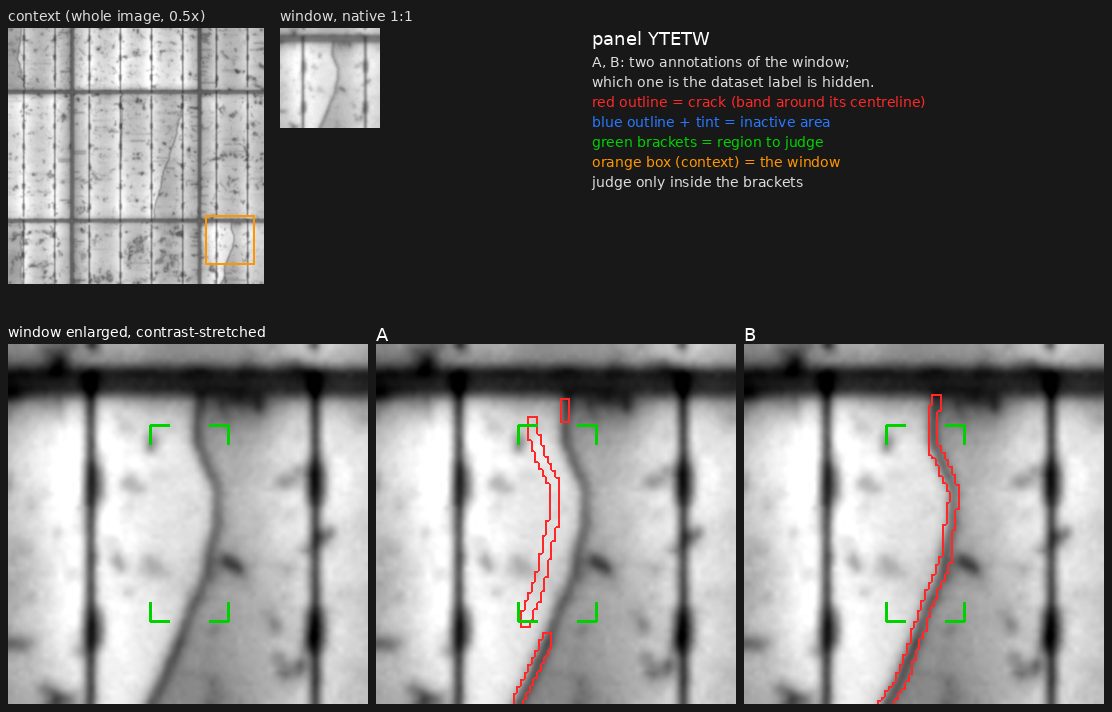 context (whole image, 0.5x)
window, native 1:1
panel YTETW
A, B: two annotations of the window;
which one is the dataset label is hidden.
red outline = crack (band around its centreline)
blue outline + tint = inactive area
green brackets = region to judge
orange box (context) = the window
judge only inside the brackets
window enlarged, contrast-stretched
A
B